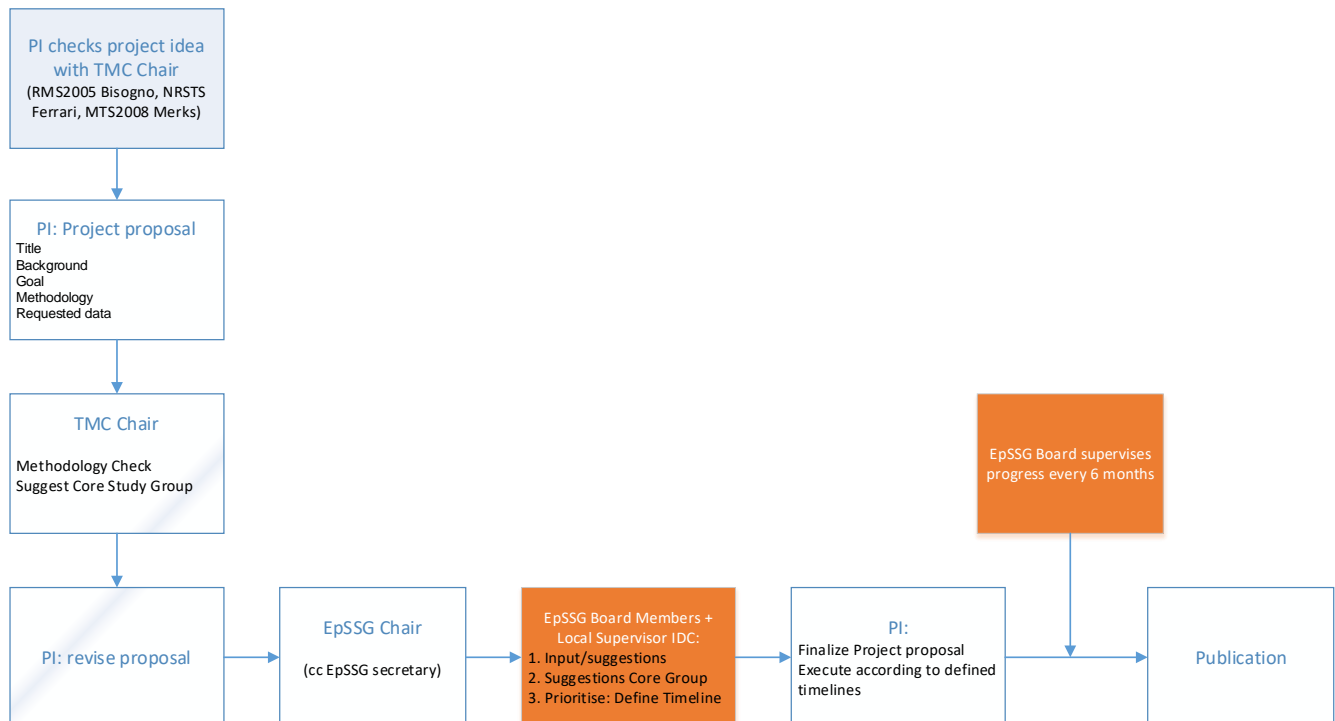 PI checks project idea
with TMC Chair
(RMS2005 Bisogno, NRSTS
Ferrari, MTS2008 Merks)
PI: Project proposal
Title
Background
Goal
Methodology
Requested data
TMC Chair
Methodology Check
Suggest Core Study Group
EpSSG Board supervises
progress every 6 months
PI: revise proposal
EpSSG Chair
(cc EpSSG secretary)
EpSSG Board Members +
Local Supervisor IDC:
1. Input/suggestions
2. Suggestions Core Group
3. Prioritise: Define Timeline
PI:
Finalize Project proposal
Execute according to defined
timelines
Publication